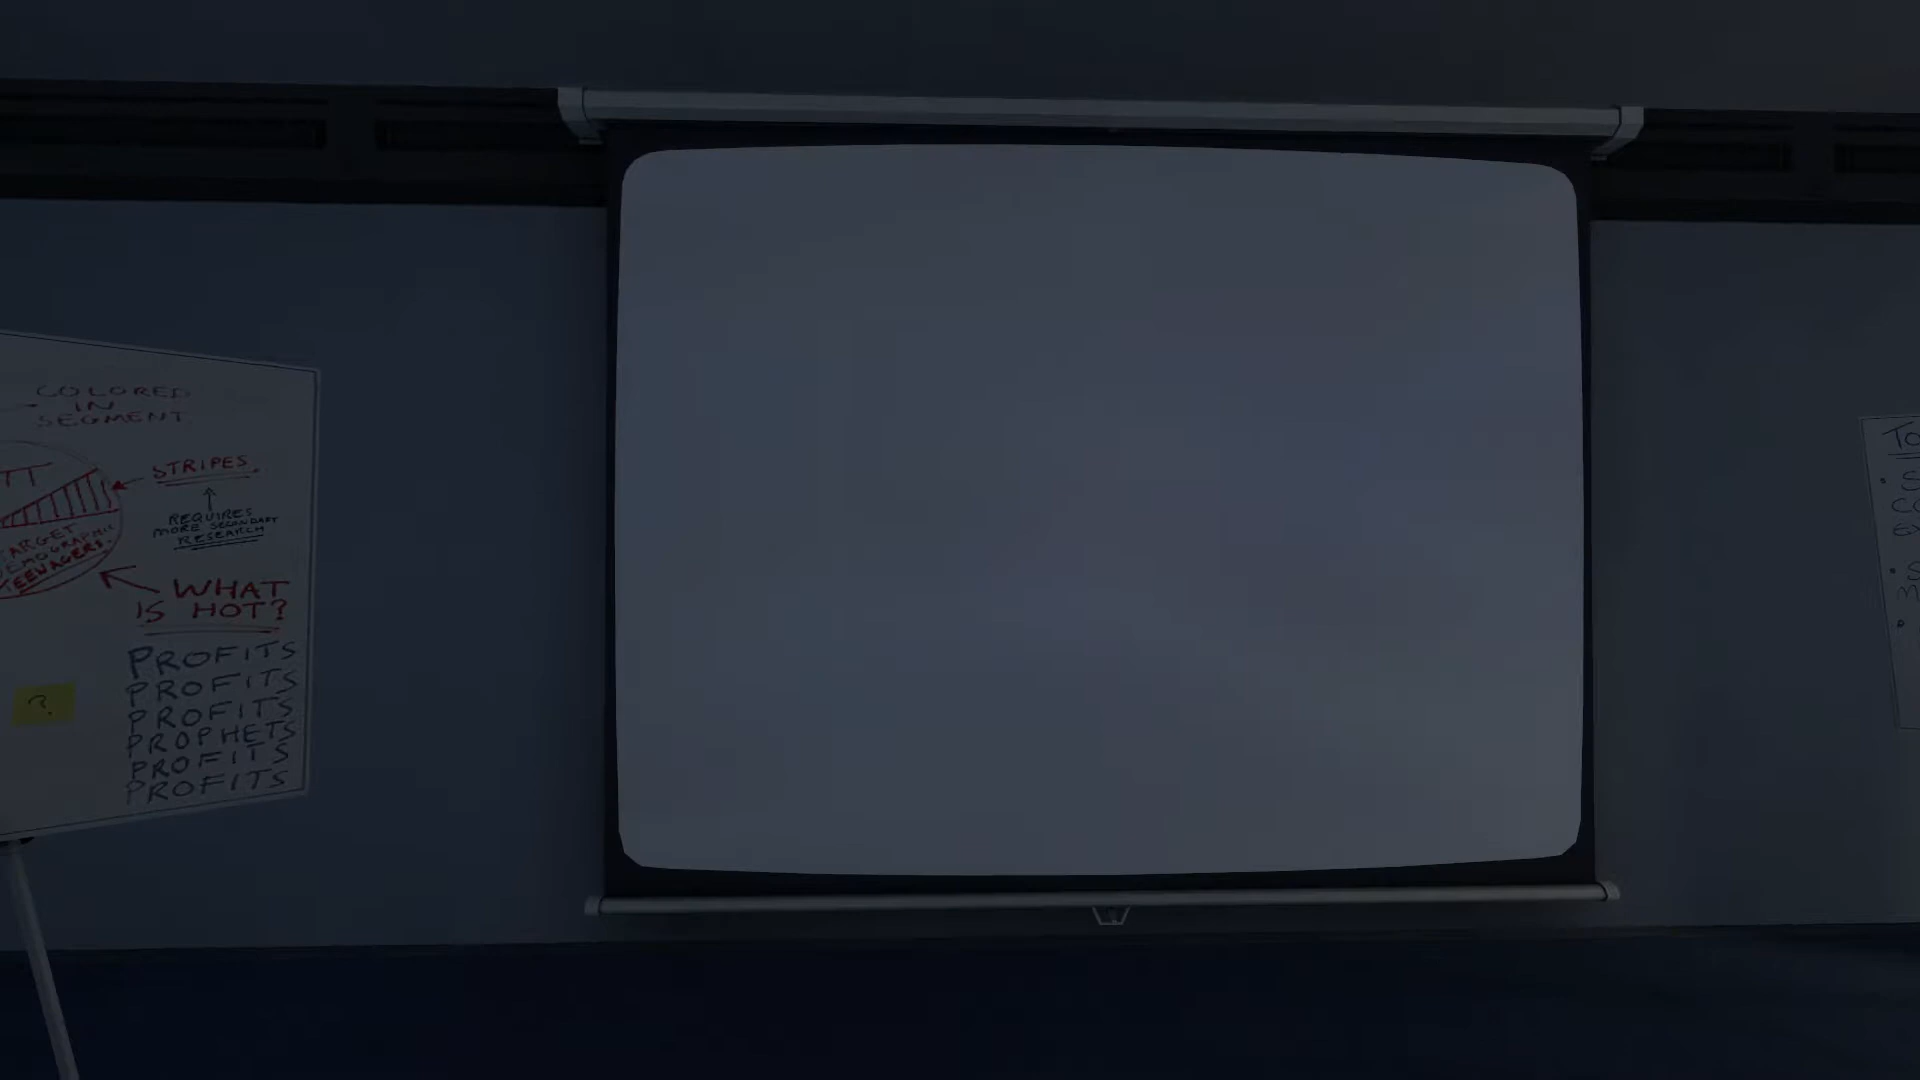 COLORED
IN
SEGMENT
STRIPES
REQUIRES
MORE SECONDARY
RESEARCH
TARGET
DEMOGRAPHIC
TEENAGERS.
WHAT
IS HOT?
PROFITS
PROFITS
PROFITS
PROPHETS
PROFITS
PROFITS
?